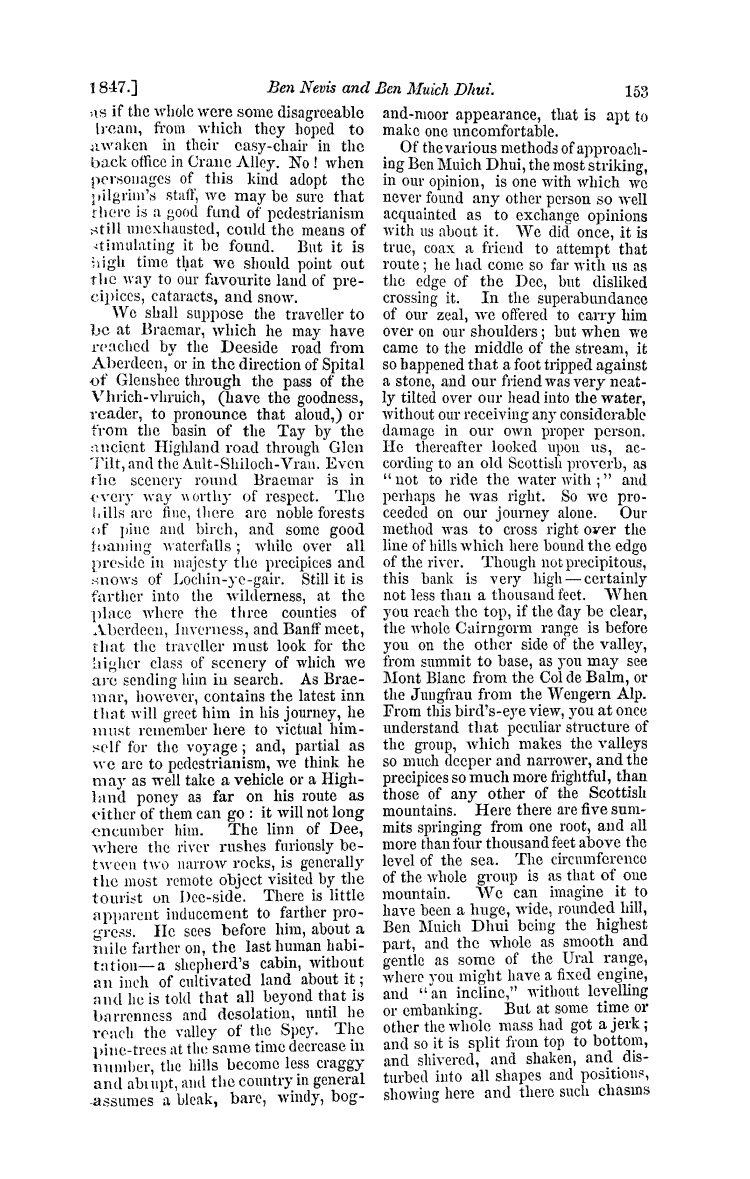 1847.] Ben Nevis and Ben Muich Dhui. 153
as if the whole were some disagreeable
dream, from which they hoped to
awaken in their easy-chair in the
back office in Crane Alley. No! when
personages of this kind adopt the
pilgrim's staff, we may be sure that
there is a good fund of pedestrianism
still unexhausted, could the means of
stimulating it be found. But it is
high time that we should point out
the way to our favourite land of pre-
cipices, cataracts, and snow.
We shall suppose the traveller to
be at Braemar, which he may have
reached by the Deeside road from
Aberdeen, or in the direction of Spital
of Glenshee through the pass of the
Vhrich-vhruich, (have the goodness,
reader, to pronounce that aloud,) or
from the basin of the Tay by the
ancient Highland road through Glen
Tilt, and the Ault-Shiloch-Vran. Even
the scenery round Braemar is in
every way worthy of respect. The
hills are fine, there are noble forests
of pine and birch, and some good
foaming waterfalls; while over all
preside in majesty the precipices and
snows of Lochin-ye-gair. Still it is
farther into the wilderness, at the
place where the three counties of
Aberdeen, Inverness, and Banff meet,
that the traveller must look for the
higher class of scenery of which we
are sending him in search. As Brae-
mar, however, contains the latest inn
that will greet him in his journey, he
must remember here to victual him-
self for the voyage; and, partial as
we are to pedestrianism, we think he
may as well take a vehicle or a High-
land poney as far on his route as
either of them can go: it will not long
encumber him. The linn of Dee,
where the river rushes furiously be-
tween two narrow rocks, is generally
the most remote object visited by the
tourist on Dee-side. There is little
apparent inducement to farther pro-
gress. He sees before him, about a
mile farther on, the last human habi-
tation—a shepherd's cabin, without
an inch of cultivated land about it;
and he is told that all beyond that is
barrenness and desolation, until he
reach the valley of the Spey. The
pine-trees at the same time decrease in
number, the hills become less craggy
and abrupt, and the country in general
assumes a bleak, bare, windy, bog-
and-moor appearance, that is apt to
make one uncomfortable.
Of the various methods of approach-
ing Ben Muich Dhui, the most striking,
in our opinion, is one with which we
never found any other person so well
acquainted as to exchange opinions
with us about it. We did once, it is
true, coax a friend to attempt that
route; he had come so far with us as
the edge of the Dee, but disliked
crossing it. In the superabundance
of our zeal, we offered to carry him
over on our shoulders; but when we
came to the middle of the stream, it
so happened that a foot tripped against
a stone, and our friend was very neat-
ly tilted over our head into the water,
without our receiving any considerable
damage in our own proper person.
He thereafter looked upon us, ac-
cording to an old Scottish proverb, as
"not to ride the water with;" and
perhaps he was right. So we pro-
ceeded on our journey alone. Our
method was to cross right over the
line of hills which here bound the edge
of the river. Though not precipitous,
this bank is very high—certainly
not less than a thousand feet. When
you reach the top, if the day be clear,
the whole Cairngorm range is before
you on the other side of the valley,
from summit to base, as you may see
Mont Blanc from the Col de Balm, or
the Jungfrau from the Wengern Alp.
From this bird's-eye view, you at once
understand that peculiar structure of
the group, which makes the valleys
so much deeper and narrower, and the
precipices so much more frightful, than
those of any other of the Scottish
mountains. Here there are five sum-
mits springing from one root, and all
more than four thousand feet above the
level of the sea. The circumference
of the whole group is as that of one
mountain. We can imagine it to
have been a huge, wide, rounded hill,
Ben Muich Dhui being the highest
part, and the whole as smooth and
gentle as some of the Ural range,
where you might have a fixed engine,
and "an incline," without levelling
or embanking. But at some time or
other the whole mass had got a jerk;
and so it is split from top to bottom,
and shivered, and shaken, and dis-
turbed into all shapes and positions,
showing here and there such chasms